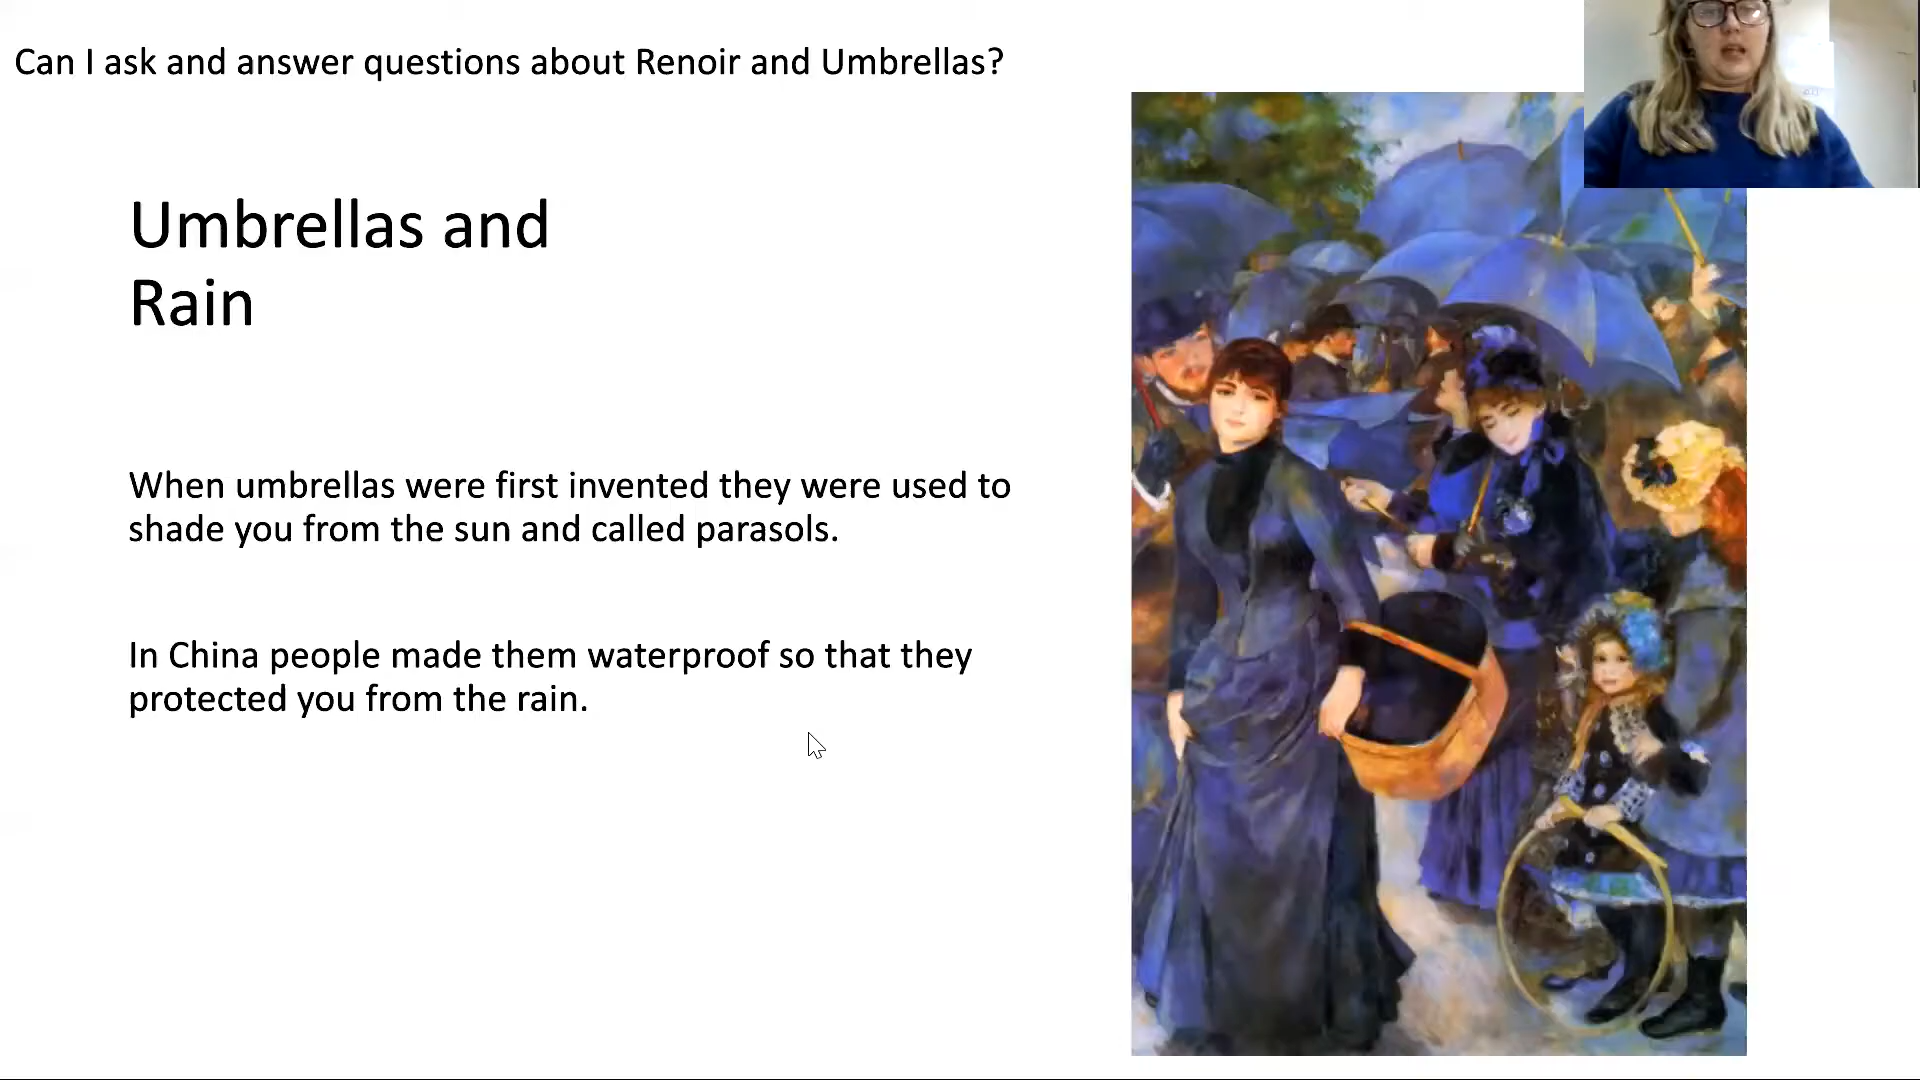 Can I ask and answer questions about Renoir and Umbrellas?
Umbrellas and
Rain
When umbrellas were first invented they were used to
shade you from the sun and called parasols.
In China people made them waterproof so that they
protected you from the rain.